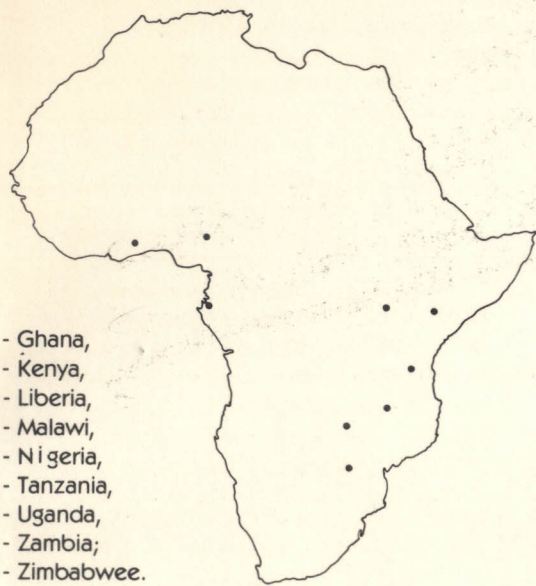 - Ghana,
- Kenya,
- Liberia,
- Malawi,
- Nigeria,
- Tanzania,
- Uganda,
- Zambia;
- Zimbabwee.